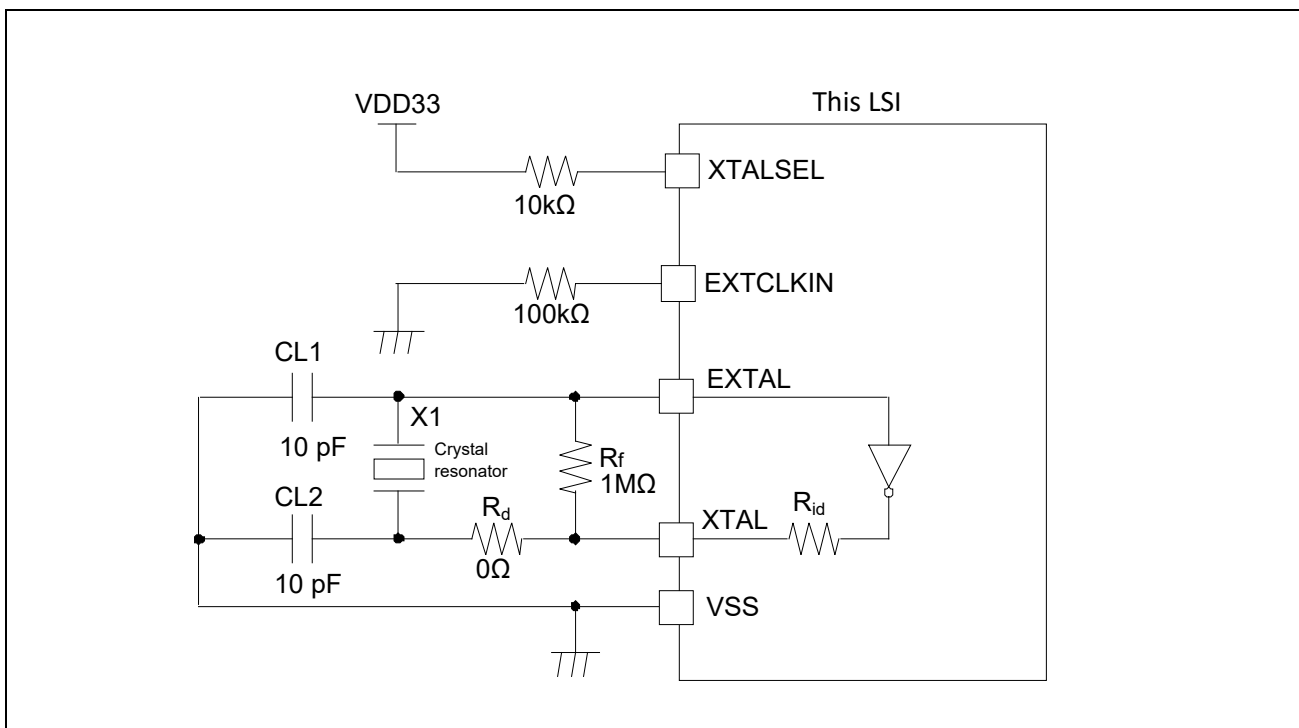 This LSI
VDD33
XTALSEL
10kΩ
EXTCLKIN
100kΩ
CL1
EXTAL
X1
10 pF
Crystal
resonator
Rf
1MΩ
CL2
Rd
XTAL
Rid
0Ω
10 pF
VSS